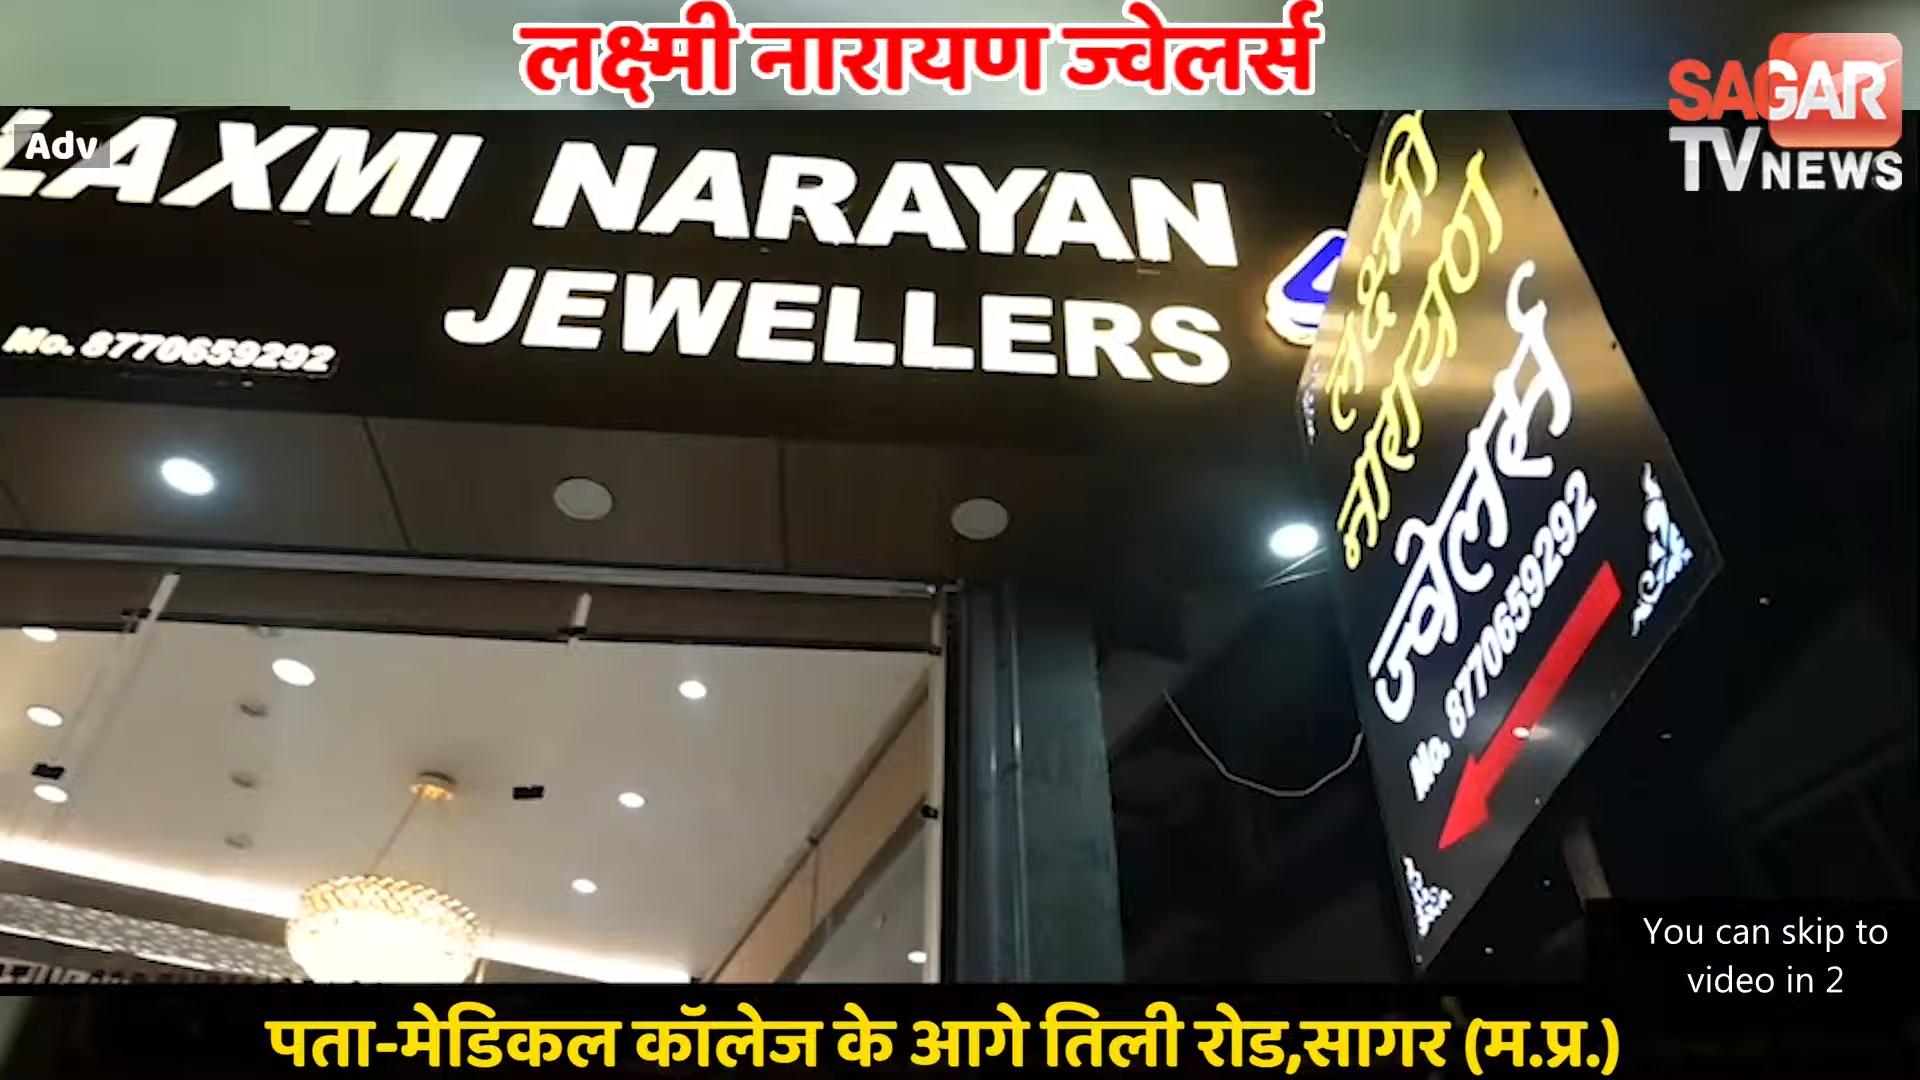 लक्ष्मी नारायण ज्वेलर्स
SAGAR
TV NEWS
Adv
LAXMI NARAYAN
JEWELLERS
Mo. 8770659292
लक्ष्मी
नारायण
ज्वेलर्स
Mo. 8770659292
You can skip to
video in 2
पता-मेडिकल कॉलेज के आगे तिली रोड,सागर (म.प्र.)